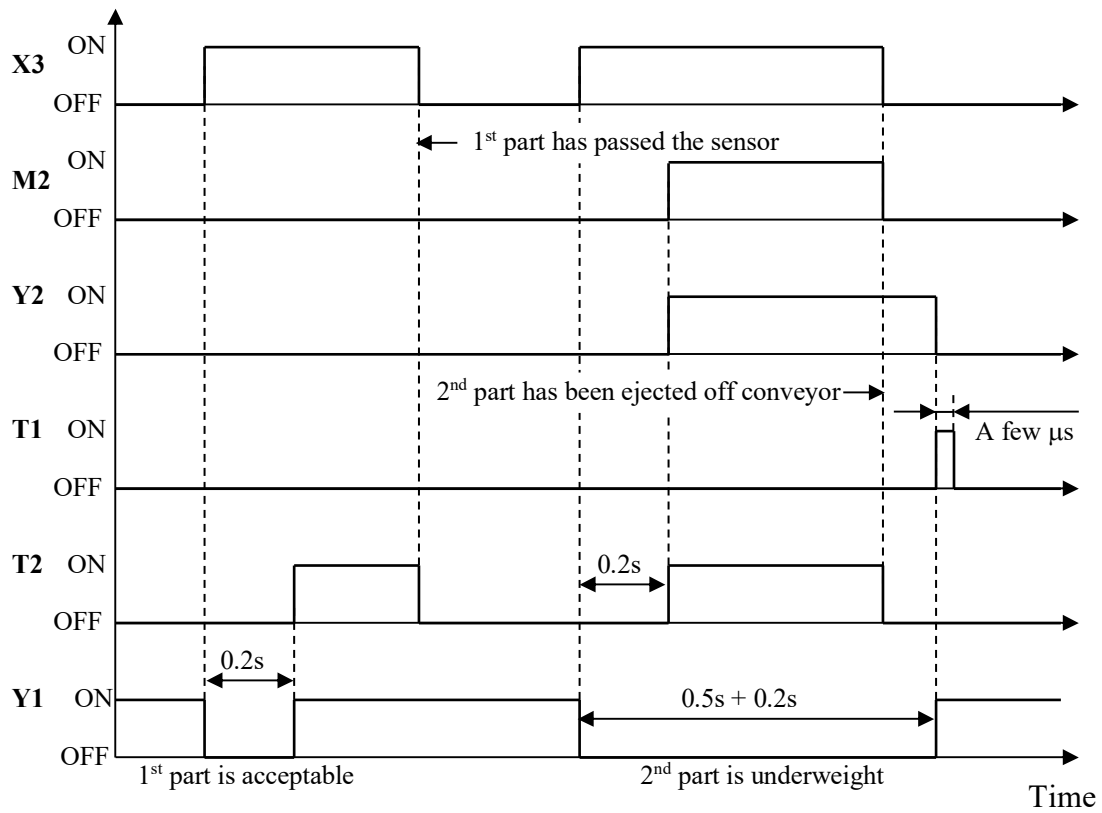 ON
X3
OFF
1st part has passed the sensor
ON
M2
OFF
Y2 ON
OFF
2nd part has been ejected off conveyor
T1 ON
A few μs
OFF
T2 ON
0.2s
OFF
0.2s
Y1 ON
0.5s + 0.2s
OFF
1st part is acceptable
2nd part is underweight
Time